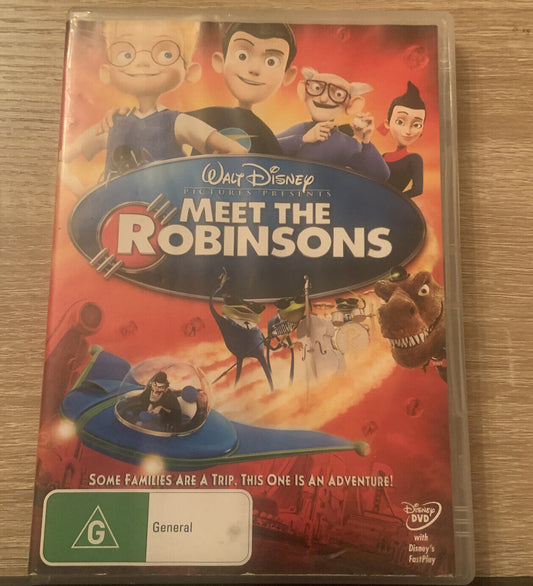 WALT DISNEY
PICTURES PRESENTS
MEET THE
ROBINSONS
SOME FAMILIES ARE A TRIP. THIS ONE IS AN ADVENTURE!
G
General
DISNEY
DVD
with
Disney's
FastPlay